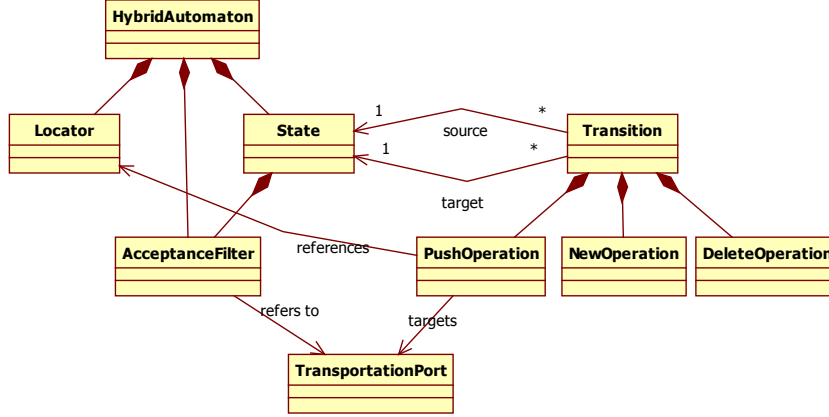 HybridAutomaton
Locator
State
1
*
source
Transition
1
*
target
AcceptanceFilter
references
PushOperation
NewOperation
DeleteOperation
refers to
targets
TransportationPort